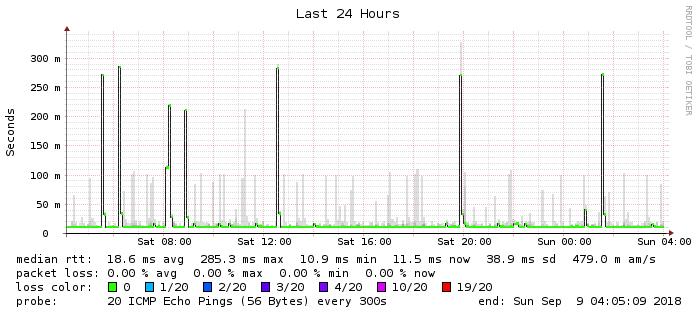 Last 24 Hours
RRDTOOL / TOBI OETIKER
Seconds
300 m
250 m
200 m
150 m
100 m
50 m
0
Sat 08:00 Sat 12:00 Sat 16:00 Sat 20:00 Sun 00:00 Sun 04:00
median rtt: 18.6 ms avg 285.3 ms max 10.9 ms min 11.5 ms now 38.9 ms sd 479.0 m am/s
packet loss: 0.00 % avg 0.00 % max 0.00 % min 0.00 % now
loss color: 0 1/20 2/20 3/20 4/20 10/20 19/20
probe: 20 ICMP Echo Pings (56 Bytes) every 300s end: Sun Sep 9 04:05:09 2018